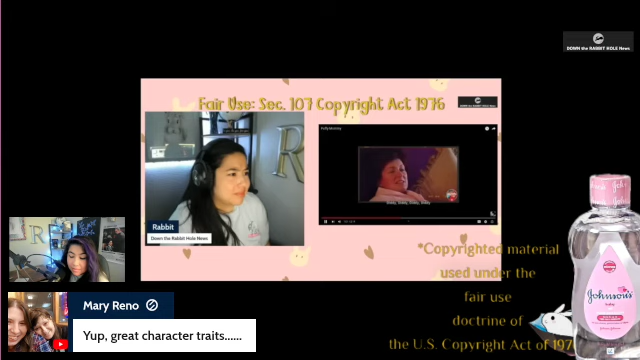 DOWN the RABBIT HOLE News
Fair Use: Sec. 107 Copyright Act 1976
Rabbit
Down the Rabbit Hole News
*Copyrighted material
used under the
fair use
doctrine of
the U.S. Copyright Act of 197
Johnson's
baby
Mary Reno
Yup, great character traits......